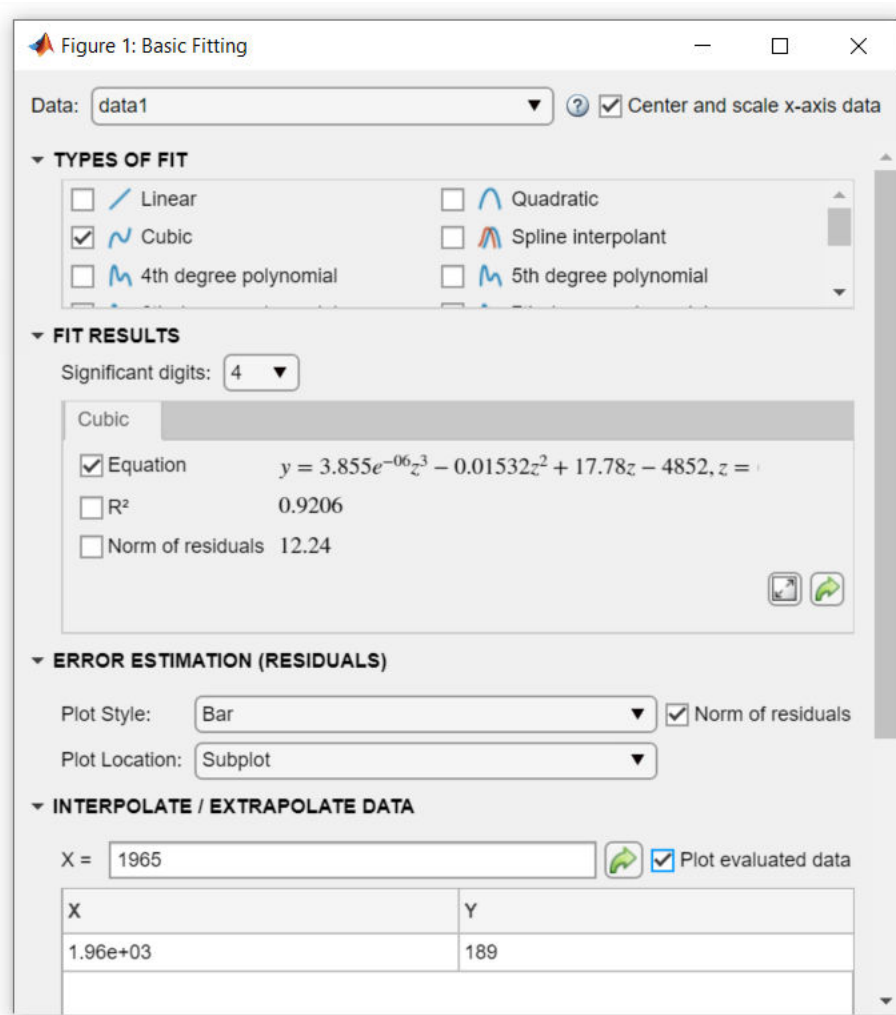 Figure 1: Basic Fitting
Data: data1 Center and scale x-axis data
TYPES OF FIT
Linear Quadratic
Cubic Spline interpolant
4th degree polynomial 5th degree polynomial
FIT RESULTS
Significant digits: 4
Cubic
Equation y = 3.855e⁻⁰⁶z³ − 0.01532z² + 17.78z − 4852, z =
R² 0.9206
Norm of residuals 12.24
ERROR ESTIMATION (RESIDUALS)
Plot Style: Bar Norm of residuals
Plot Location: Subplot
INTERPOLATE / EXTRAPOLATE DATA
X = 1965 Plot evaluated data
X Y
1.96e+03 189